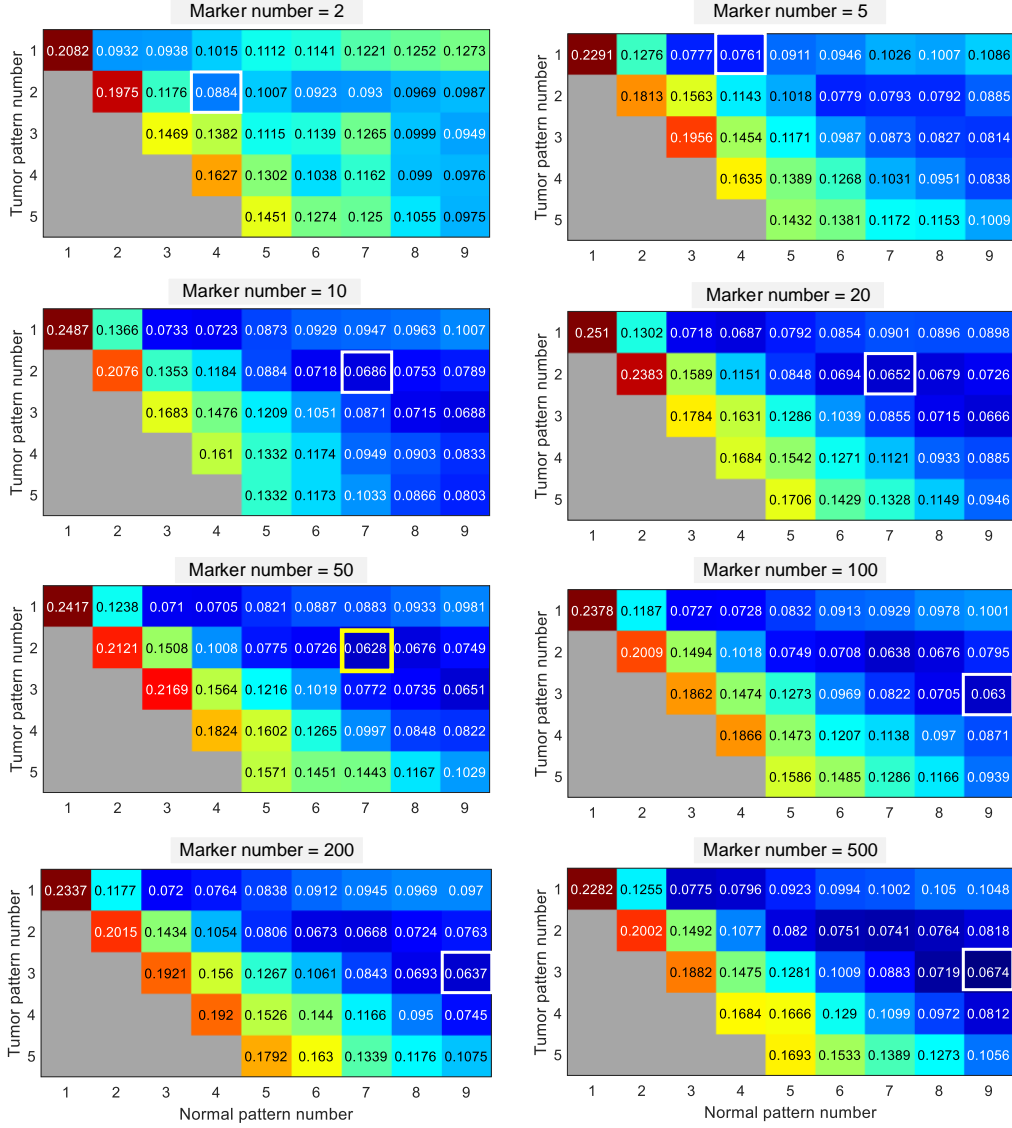 Marker number = 2
Tumor pattern number
1 0.2082 0.0932 0.0938 0.1015 0.1112 0.1141 0.1221 0.1252 0.1273
2 0.1975 0.1176 0.0884 0.1007 0.0923 0.093 0.0969 0.0987
3 0.1469 0.1382 0.1115 0.1139 0.1265 0.0999 0.0949
4 0.1627 0.1302 0.1038 0.1162 0.099 0.0976
5 0.1451 0.1274 0.125 0.1055 0.0975
1 2 3 4 5 6 7 8 9
Marker number = 5
Tumor pattern number
1 0.2291 0.1276 0.0777 0.0761 0.0911 0.0946 0.1026 0.1007 0.1086
2 0.1813 0.1563 0.1143 0.1018 0.0779 0.0793 0.0792 0.0885
3 0.1956 0.1454 0.1171 0.0987 0.0873 0.0827 0.0814
4 0.1635 0.1389 0.1268 0.1031 0.0951 0.0838
5 0.1432 0.1381 0.1172 0.1153 0.1009
1 2 3 4 5 6 7 8 9
Marker number = 10
Tumor pattern number
1 0.2487 0.1366 0.0733 0.0723 0.0873 0.0929 0.0947 0.0963 0.1007
2 0.2076 0.1353 0.1184 0.0884 0.0718 0.0686 0.0753 0.0789
3 0.1683 0.1476 0.1209 0.1051 0.0871 0.0715 0.0688
4 0.161 0.1332 0.1174 0.0949 0.0903 0.0833
5 0.1332 0.1173 0.1033 0.0866 0.0803
1 2 3 4 5 6 7 8 9
Marker number = 20
Tumor pattern number
1 0.251 0.1302 0.0718 0.0687 0.0792 0.0854 0.0901 0.0896 0.0898
2 0.2383 0.1589 0.1151 0.0848 0.0694 0.0652 0.0679 0.0726
3 0.1784 0.1631 0.1286 0.1039 0.0855 0.0715 0.0666
4 0.1684 0.1542 0.1271 0.1121 0.0933 0.0885
5 0.1706 0.1429 0.1328 0.1149 0.0946
1 2 3 4 5 6 7 8 9
Marker number = 50
Tumor pattern number
1 0.2417 0.1238 0.071 0.0705 0.0821 0.0887 0.0883 0.0933 0.0981
2 0.2121 0.1508 0.1008 0.0775 0.0726 0.0628 0.0676 0.0749
3 0.2169 0.1564 0.1216 0.1019 0.0772 0.0735 0.0651
4 0.1824 0.1602 0.1265 0.0997 0.0848 0.0822
5 0.1571 0.1451 0.1443 0.1167 0.1029
1 2 3 4 5 6 7 8 9
Marker number = 100
Tumor pattern number
1 0.2378 0.1187 0.0727 0.0728 0.0832 0.0913 0.0929 0.0978 0.1001
2 0.2009 0.1494 0.1018 0.0749 0.0708 0.0638 0.0676 0.0795
3 0.1862 0.1474 0.1273 0.0969 0.0822 0.0705 0.063
4 0.1866 0.1473 0.1207 0.1138 0.097 0.0871
5 0.1586 0.1485 0.1286 0.1166 0.0939
1 2 3 4 5 6 7 8 9
Marker number = 200
Tumor pattern number
1 0.2337 0.1177 0.072 0.0764 0.0838 0.0912 0.0945 0.0969 0.097
2 0.2015 0.1434 0.1054 0.0806 0.0673 0.0668 0.0724 0.0763
3 0.1921 0.156 0.1267 0.1061 0.0843 0.0693 0.0637
4 0.192 0.1526 0.144 0.1166 0.095 0.0745
5 0.1792 0.163 0.1339 0.1176 0.1075
1 2 3 4 5 6 7 8 9
Normal pattern number
Marker number = 500
Tumor pattern number
1 0.2282 0.1255 0.0775 0.0796 0.0923 0.0994 0.1002 0.105 0.1048
2 0.2002 0.1492 0.1077 0.082 0.0751 0.0741 0.0764 0.0818
3 0.1882 0.1475 0.1281 0.1009 0.0883 0.0719 0.0674
4 0.1684 0.1666 0.129 0.1099 0.0972 0.0812
5 0.1693 0.1533 0.1389 0.1273 0.1056
1 2 3 4 5 6 7 8 9
Normal pattern number